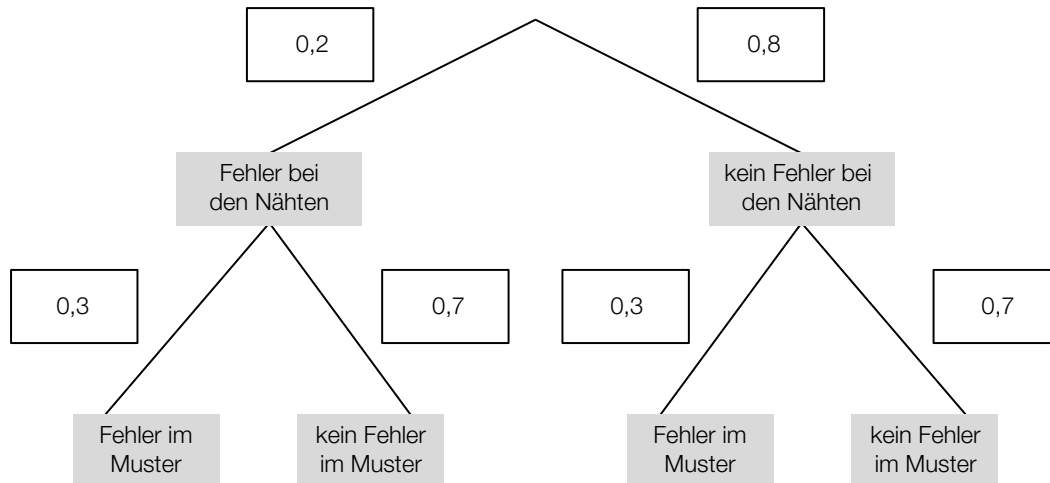 0,2
0,8
Fehler bei
den Nähten
kein Fehler bei
den Nähten
0,3
0,7
0,3
0,7
Fehler im
Muster
kein Fehler
im Muster
Fehler im
Muster
kein Fehler
im Muster